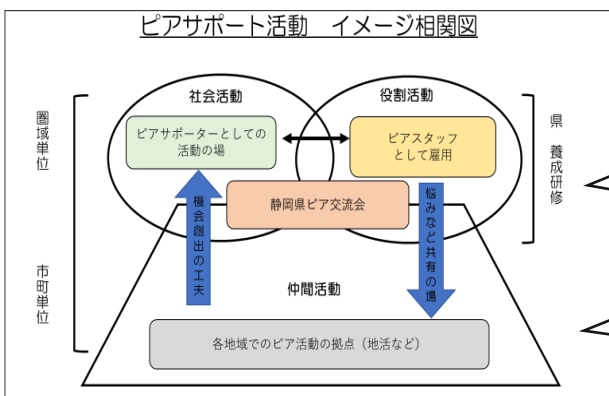 ピアサポート活動　イメージ相関図
社会活動
役割活動
圏域単位
ピアサポーターとしての
活動の場
ピアスタッフ
として雇用
県　養成研修
静岡県ピア交流会
機会創出の工夫
悩みなど共有の場
市町単位
仲間活動
各地域でのピア活動の拠点（地活など）